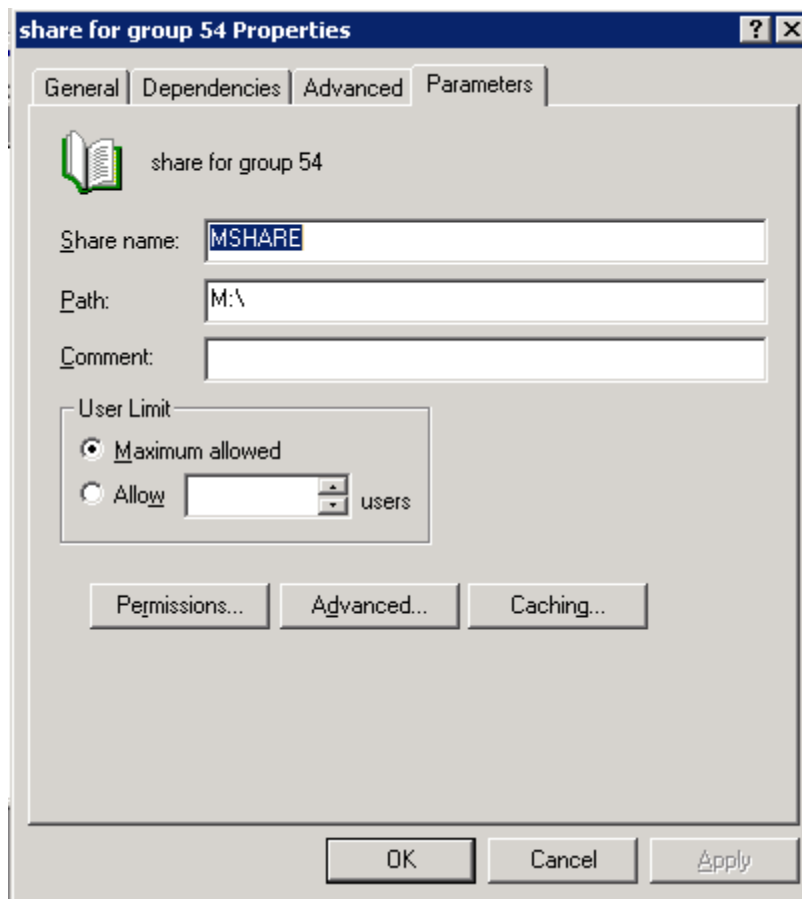 share for group 54 Properties
General Dependencies Advanced Parameters
share for group 54
Share name: MSHARE
Path: M:\
Comment:
User Limit
Maximum allowed
Allow users
Permissions... Advanced... Caching...
OK Cancel Apply